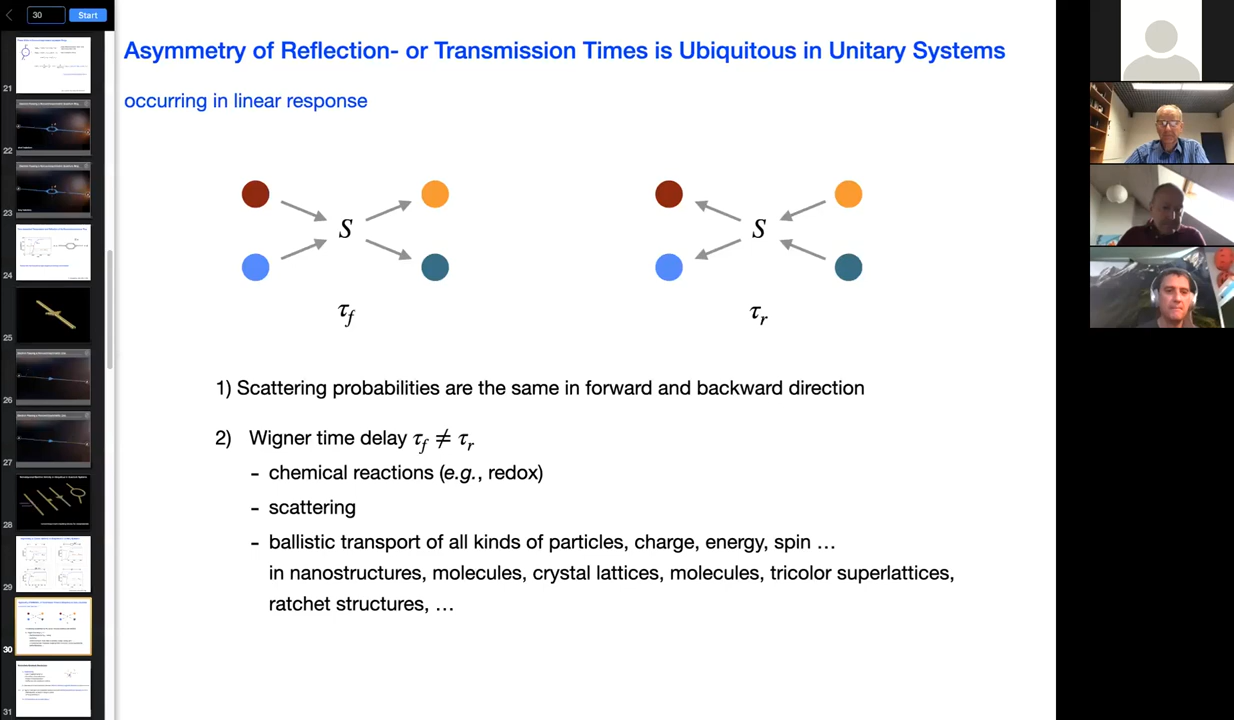 30
Start
Asymmetry of Reflection- or Transmission Times is Ubiquitous in Unitary Systems
occurring in linear response
S
τf
S
τr
1) Scattering probabilities are the same in forward and backward direction
2) Wigner time delay τf ≠ τr
- chemical reactions (e.g., redox)
- scattering
- ballistic transport of all kinds of particles, charge, energy, spin …
in nanostructures, molecules, crystal lattices, molecules, tricolor superlattices,
ratchet structures, …
21
22
23
24
25
26
27
28
29
30
31